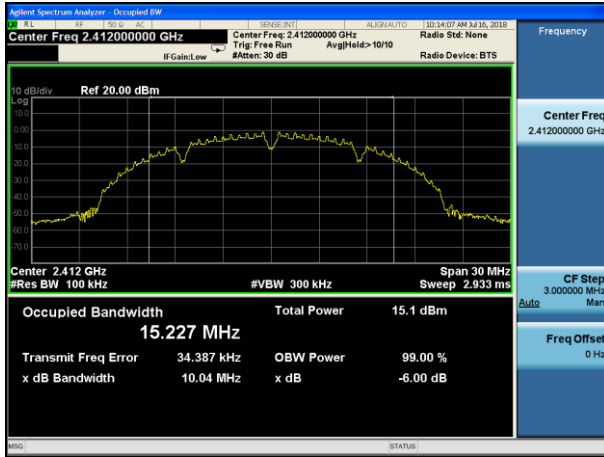 Agilent Spectrum Analyzer - Occupied BW
RL RF 50 Ω AC SENSE:INT ALIGNAUTO 10:14:07 AM Jul 16, 2018
Center Freq 2.412000000 GHz Center Freq: 2.412000000 GHz Radio Std: None Frequency
Trig: Free Run Avg|Hold:>10/10
IFGain:Low #Atten: 30 dB Radio Device: BTS
10 dB/div Ref 20.00 dBm
Log
10.0
0.00
-10.0
-20.0
-30.0
-40.0
-50.0
-60.0
-70.0
Center Freq
2.412000000 GHz
Center 2.412 GHz Span 30 MHz
#Res BW 100 kHz #VBW 300 kHz Sweep 2.933 ms
CF Step
3.000000 MHz
Auto Man
Occupied Bandwidth Total Power 15.1 dBm
15.227 MHz
Freq Offset
0 Hz
Transmit Freq Error 34.387 kHz OBW Power 99.00 %
x dB Bandwidth 10.04 MHz x dB -6.00 dB
MSG STATUS